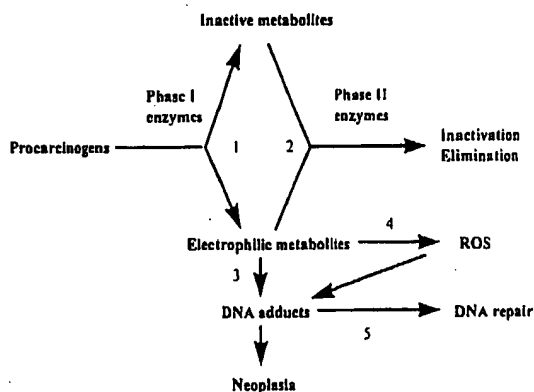 Inactive metabolites
Phase I
enzymes
Phase II
enzymes
Procarcinogens
1
2
Inactivation
Elimination
Electrophilic metabolites
4
ROS
3
DNA adducts
5
DNA repair
Neoplasia